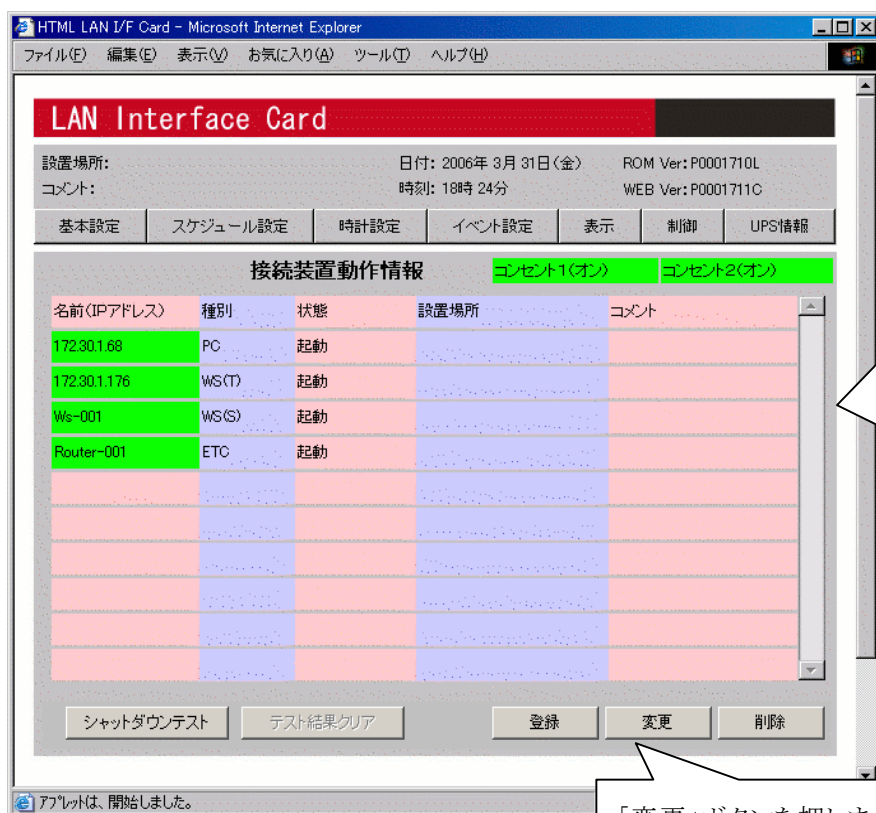 HTML LAN I/F Card - Microsoft Internet Explorer
ファイル(F) 編集(E) 表示(V) お気に入り(A) ツール(T) ヘルプ(H)
LAN Interface Card
設置場所: 日付: 2006年 3月 31日(金) ROM Ver: P0001710L
コメント: 時刻: 18時 24分 WEB Ver: P0001711C
基本設定 スケジュール設定 時計設定 イベント設定 表示 制御 UPS情報
接続装置動作情報 コンセント1(オン) コンセント2(オン)
名前(IPアドレス) 種別 状態 設置場所 コメント
172.30.1.68 PC 起動
172.30.1.176 WS(T) 起動
Ws-001 WS(S) 起動
Router-001 ETC 起動
シャットダウンテスト テスト結果クリア 登録 変更 削除
アプレットは、開始しました。
「変更」ボタンを押しま